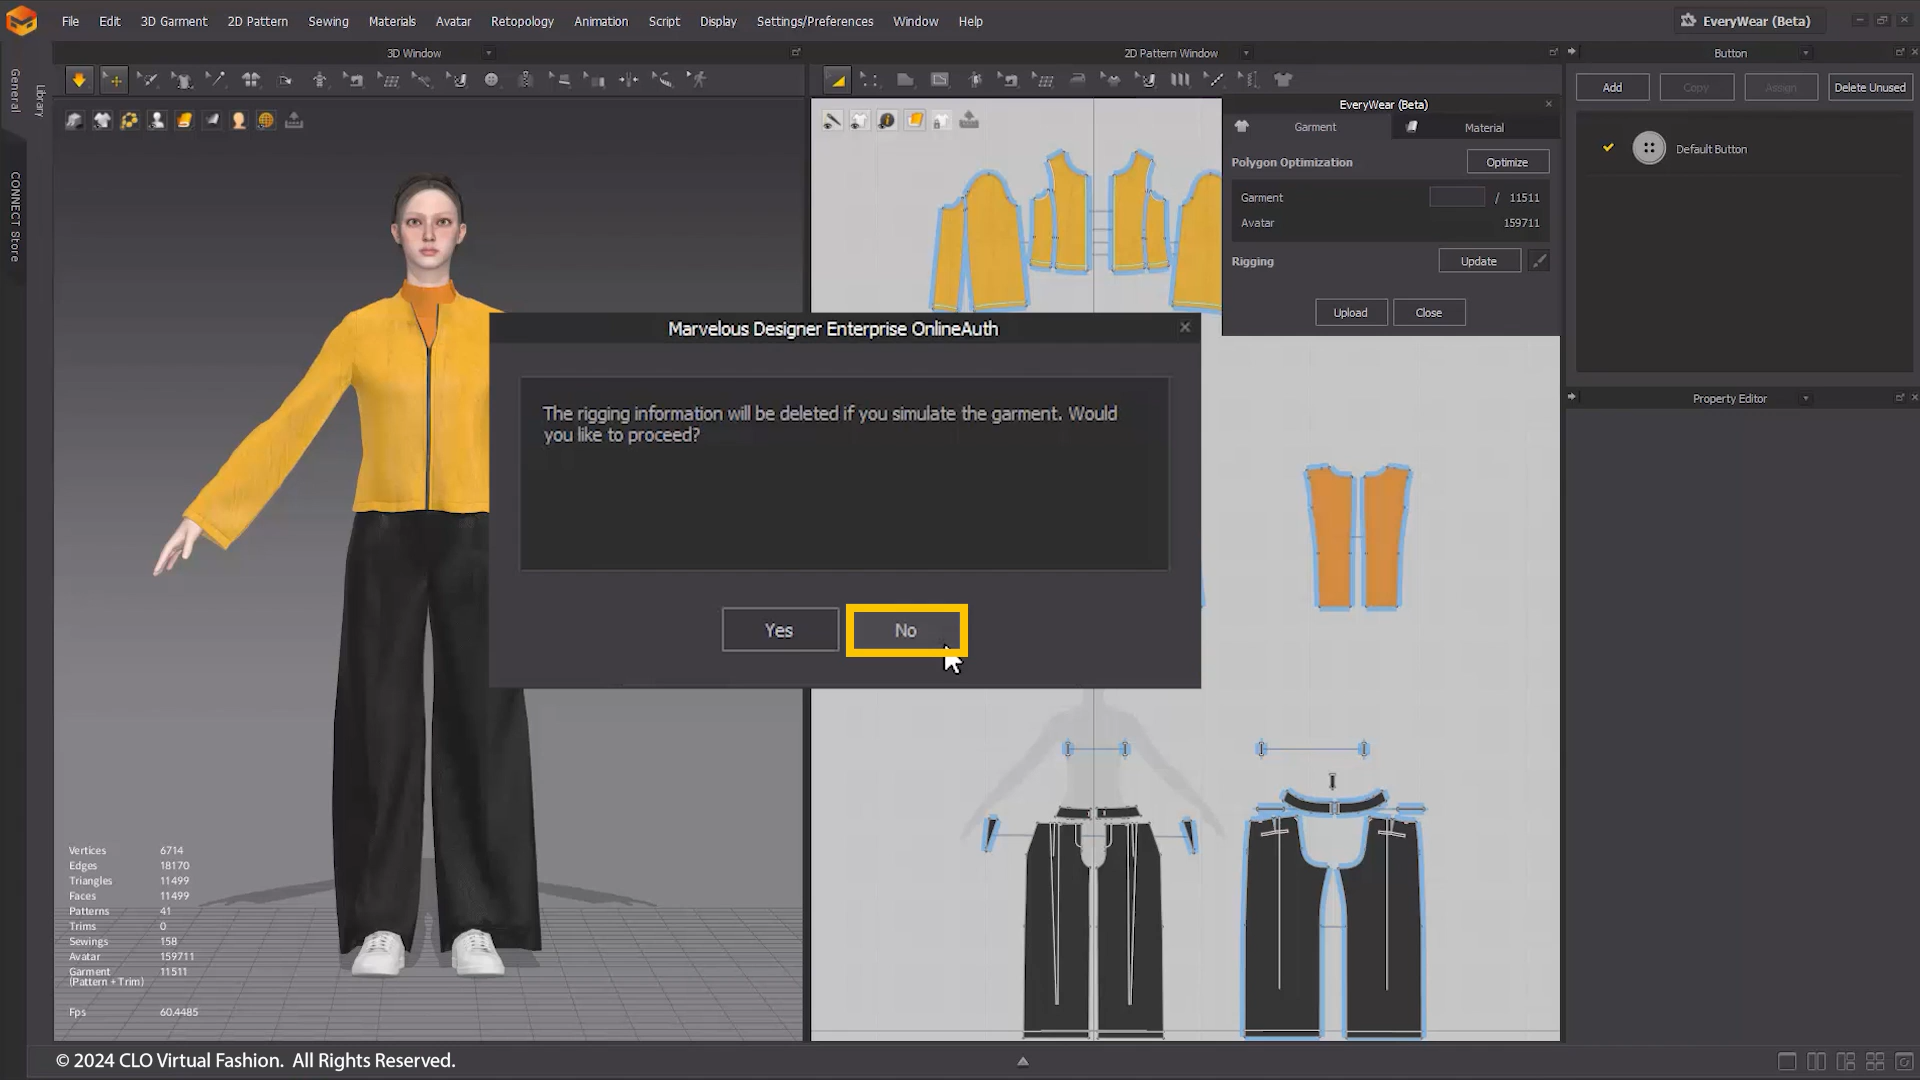 File Edit 3D Garment 2D Pattern Sewing Materials Avatar Retopology Animation Script Display Settings/Preferences Window Help EveryWear (Beta)
3D Window
2D Pattern Window
Button
General
Library
CONNECT Store
Add Copy Assign Delete Unused
Default Button
EveryWear (Beta)
Garment Material
Polygon Optimization Optimize
Garment / 11511
Avatar 159711
Rigging Update
Upload Close
Property Editor
Marvelous Designer Enterprise OnlineAuth
The rigging information will be deleted if you simulate the garment. Would
you like to proceed?
Yes No
Vertices 6714
Edges 18170
Triangles 11499
Faces 11499
Patterns 41
Trims 0
Sewings 158
Avatar 159711
Garment 11511
(Pattern + Trim)
Fps 60.4485
© 2024 CLO Virtual Fashion. All Rights Reserved.